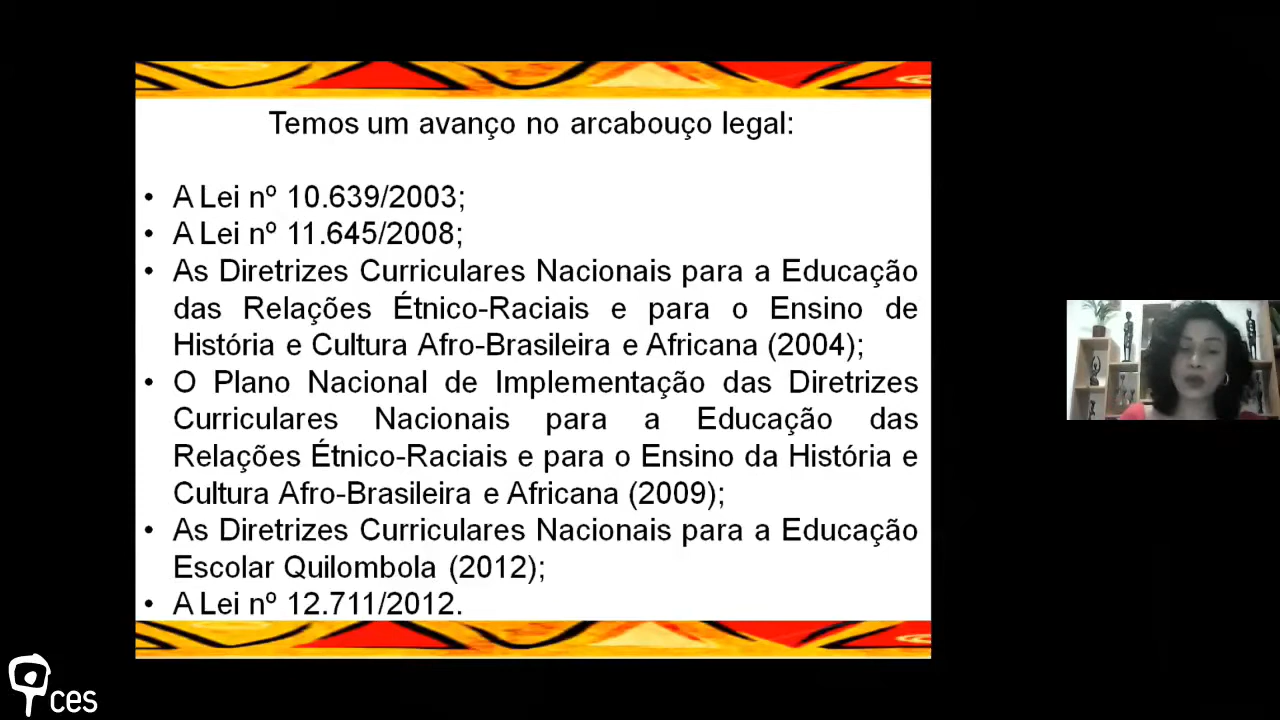 Temos um avanço no arcabouço legal:
• A Lei nº 10.639/2003;
• A Lei nº 11.645/2008;
• As Diretrizes Curriculares Nacionais para a Educação
das Relações Étnico-Raciais e para o Ensino de
História e Cultura Afro-Brasileira e Africana (2004);
• O Plano Nacional de Implementação das Diretrizes
Curriculares Nacionais para a Educação das
Relações Étnico-Raciais e para o Ensino da História e
Cultura Afro-Brasileira e Africana (2009);
• As Diretrizes Curriculares Nacionais para a Educação
Escolar Quilombola (2012);
• A Lei nº 12.711/2012.
ces